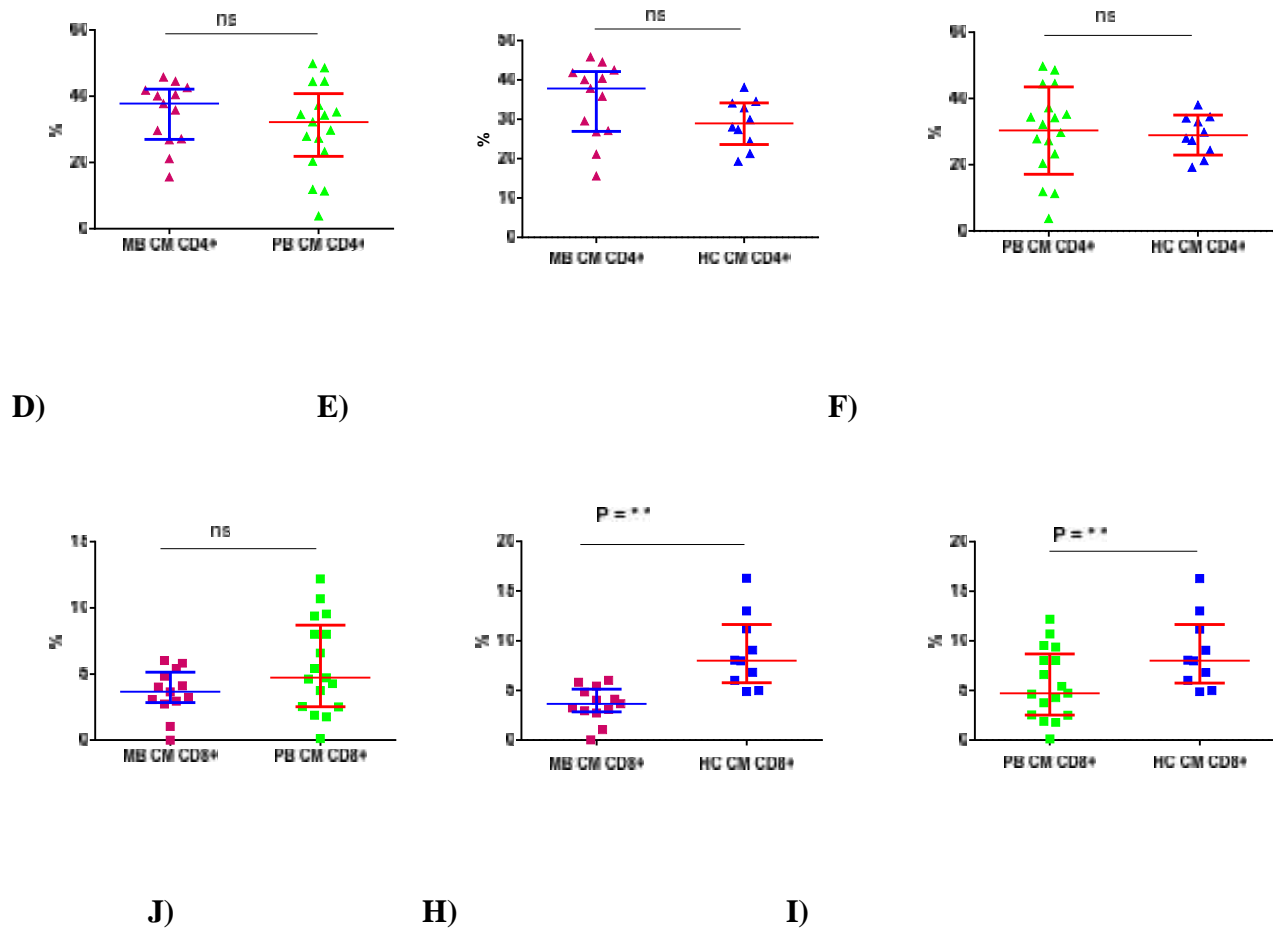 ns ns ns
% % %
60 50 60
40 40 40
30
20 20 20
10
0 0 0
MB CM CD4+ PB CM CD4+ MB CM CD4+ HC CM CD4+ PB CM CD4+ HC CM CD4+
D) E) F)
ns P = ** P = **
% % %
15 20 20
10 15 15
5 10 10
5 5
0 0 0
MB CM CD8+ PB CM CD8+ MB CM CD8+ HC CM CD8+ PB CM CD8+ HC CM CD8+
J) H) I)